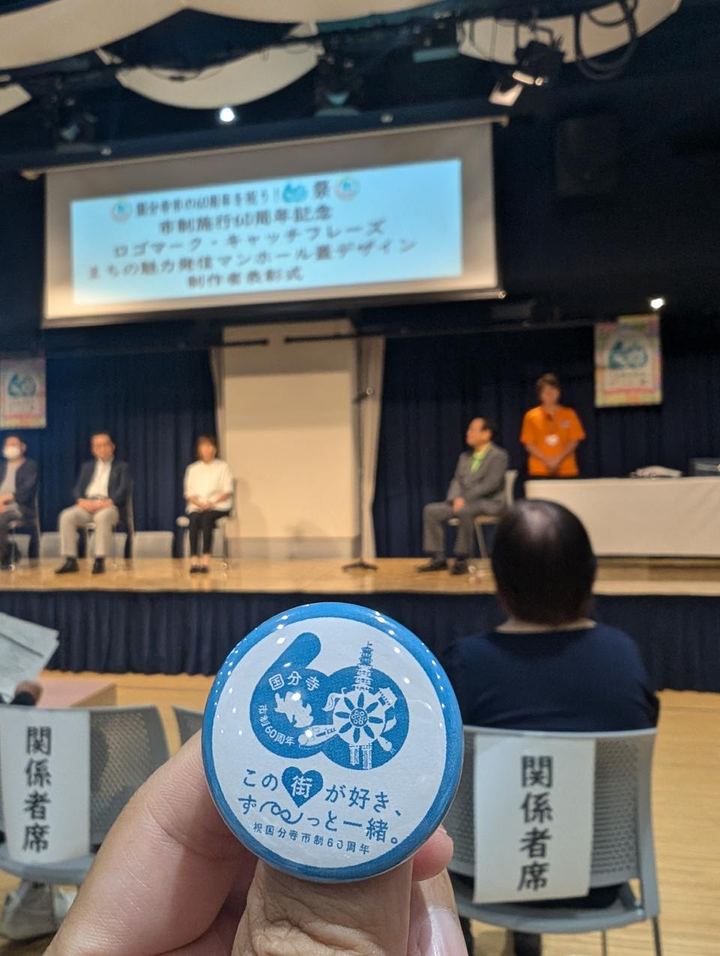 国分寺市の60周年を祝う!60祭
市制施行60周年記念
ロゴマーク・キャッチフレーズ
まちの魅力発信マンホール蓋デザイン
制作者表彰式
60
国分寺
市制60周年
この街が好き、
ず〜っと一緒。
祝国分寺市制60周年
関係者席
関係者席